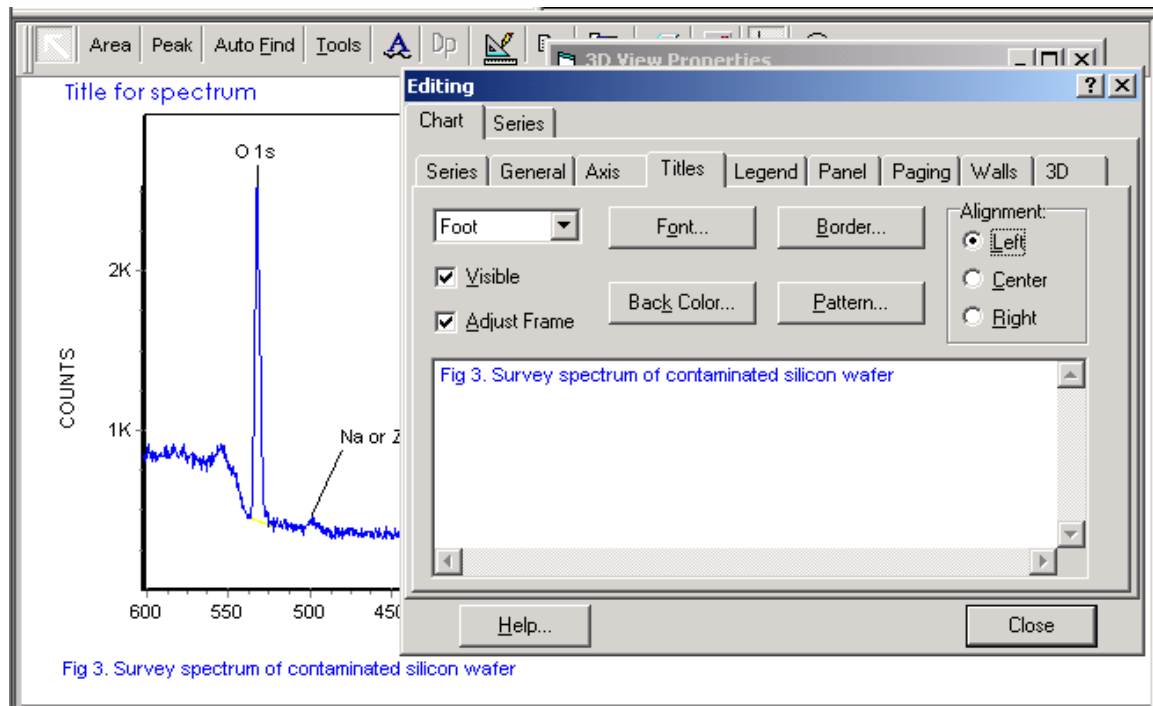 Area Peak Auto Find Tools A Dp
3D View Properties
Title for spectrum
Editing
Chart Series
Series General Axis Titles Legend Panel Paging Walls 3D
Foot Font... Border... Alignment:
Left
Visible
Center
Back Color... Pattern...
Adjust Frame
Right
Fig 3. Survey spectrum of contaminated silicon wafer
Help... Close
O 1s
2K
COUNTS
1K
Na or
600 550 500 450
Fig 3. Survey spectrum of contaminated silicon wafer